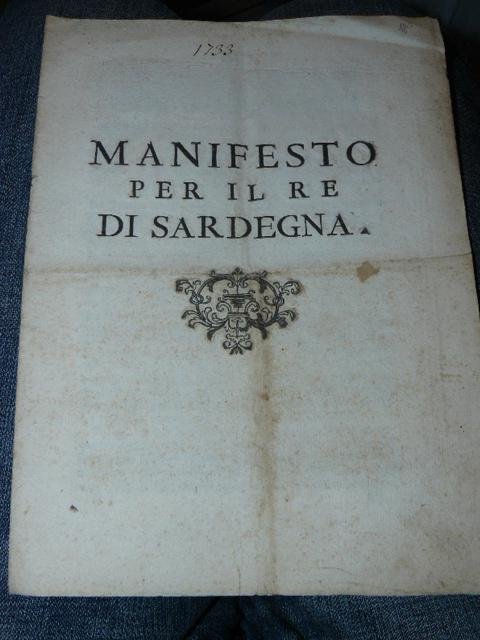 1733
MANIFESTO
PER IL RE
DI SARDEGNA.